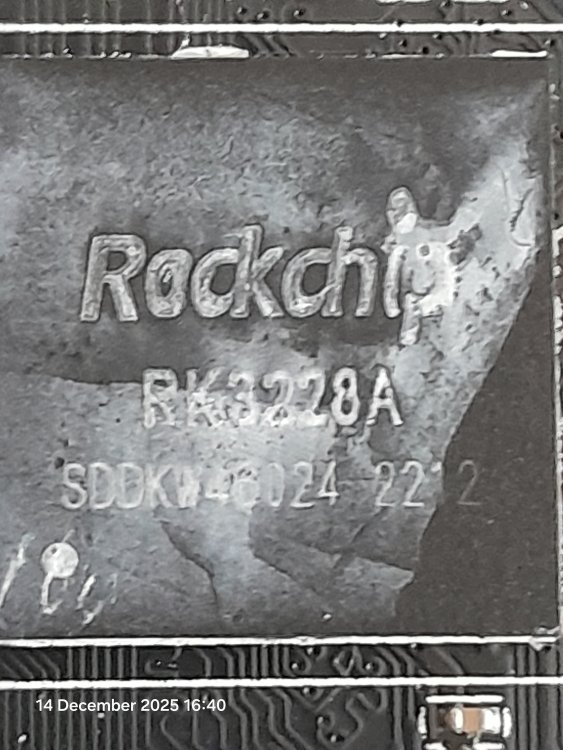 Rockchip
RK3228A
SDDKW46024 2212
14 December 2025 16:40